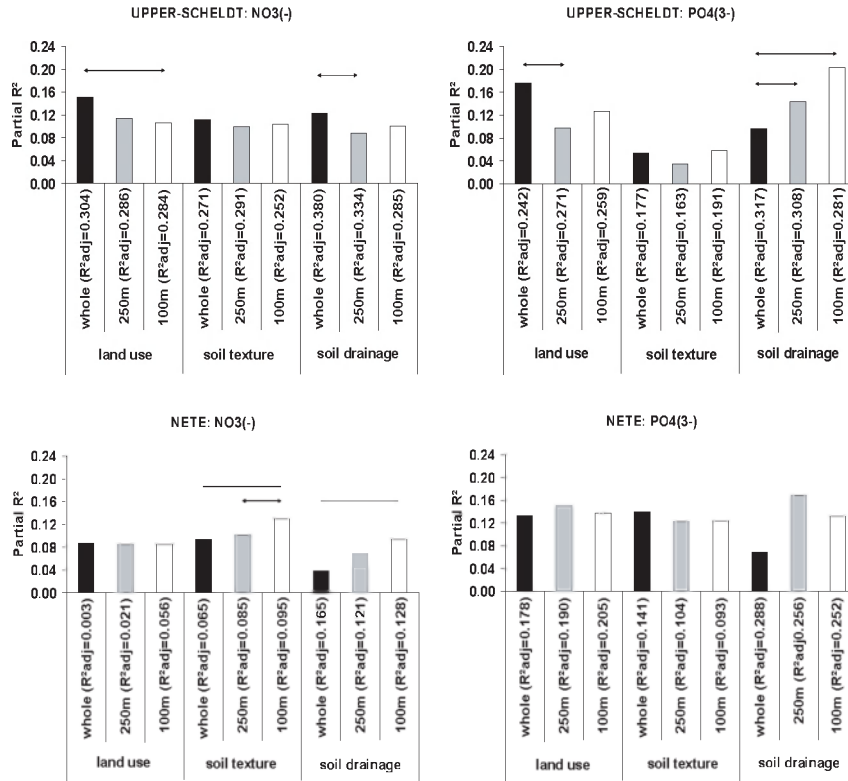 UPPER-SCHELDT: NO3(-)
Partial R²
0.24
0.20
0.16
0.12
0.08
0.04
0.00
whole (R²adj=0.304)
250m (R²adj=0.286)
100m (R²adj=0.284)
whole (R²adj=0.271)
250m (R²adj=0.291)
100m (R²adj=0.252)
whole (R²adj=0.380)
250m (R²adj=0.334)
100m (R²adj=0.285)
land use
soil texture
soil drainage
UPPER-SCHELDT: PO4(3-)
Partial R²
0.24
0.20
0.16
0.12
0.08
0.04
0.00
whole (R²adj=0.242)
250m (R²adj=0.271)
100m (R²adj=0.259)
whole (R²adj=0.177)
250m (R²adj=0.163)
100m (R²adj=0.191)
whole (R²adj=0.317)
250m (R²adj=0.308)
100m (R²adj=0.281)
land use
soil texture
soil drainage
NETE: NO3(-)
Partial R²
0.24
0.20
0.16
0.12
0.08
0.04
0.00
whole (R²adj=0.003)
250m (R²adj=0.021)
100m (R²adj=0.056)
whole (R²adj=0.065)
250m (R²adj=0.085)
100m (R²adj=0.095)
whole (R²adj=0.165)
250m (R²adj=0.121)
100m (R²adj=0.128)
land use
soil texture
soil drainage
NETE: PO4(3-)
Partial R²
0.24
0.20
0.16
0.12
0.08
0.04
0.00
whole (R²adj=0.178)
250m (R²adj=0.190)
100m (R²adj=0.205)
whole (R²adj=0.141)
250m (R²adj=0.104)
100m (R²adj=0.093)
whole (R²adj=0.288)
250m (R²adj0.256)
100m (R²adj=0.252)
land use
soil texture
soil drainage